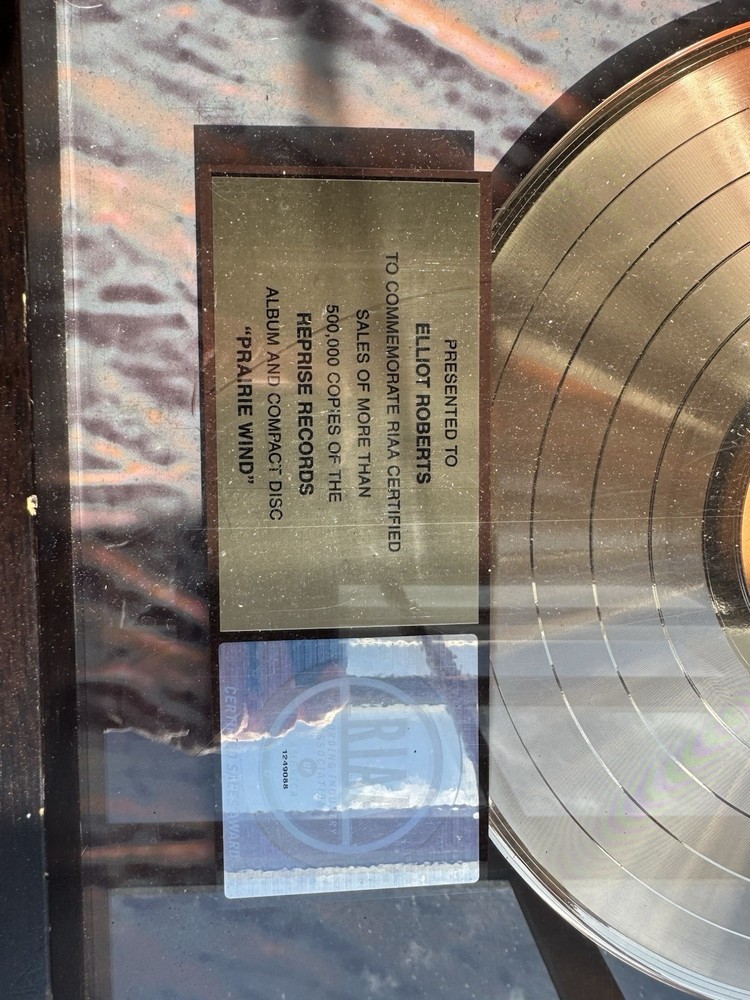 PRESENTED TO
ELLIOT ROBERTS
TO COMMEMORATE RIAA CERTIFIED
SALES OF MORE THAN
500,000 COPIES OF THE
REPRISE RECORDS
ALBUM AND COMPACT DISC
"PRAIRIE WIND"
RIAA
1249088